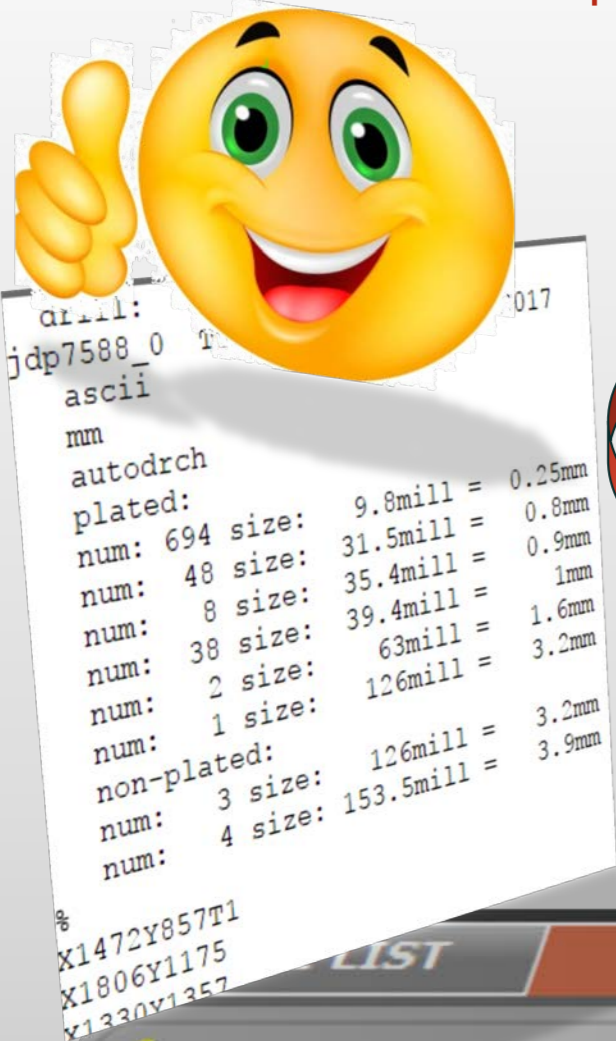 drill: 017
jdp7588_0
ascii
mm
autodrch
plated:
num: 694 size: 9.8mill = 0.25mm
num: 48 size: 31.5mill = 0.8mm
num: 8 size: 35.4mill = 0.9mm
num: 38 size: 39.4mill = 1mm
num: 2 size: 63mill = 1.6mm
num: 1 size: 126mill = 3.2mm
non-plated:
num: 3 size: 126mill = 3.2mm
num: 4 size: 153.5mill = 3.9mm
%
X1472Y857T1
X1806Y1175
X1330Y1357
LIST